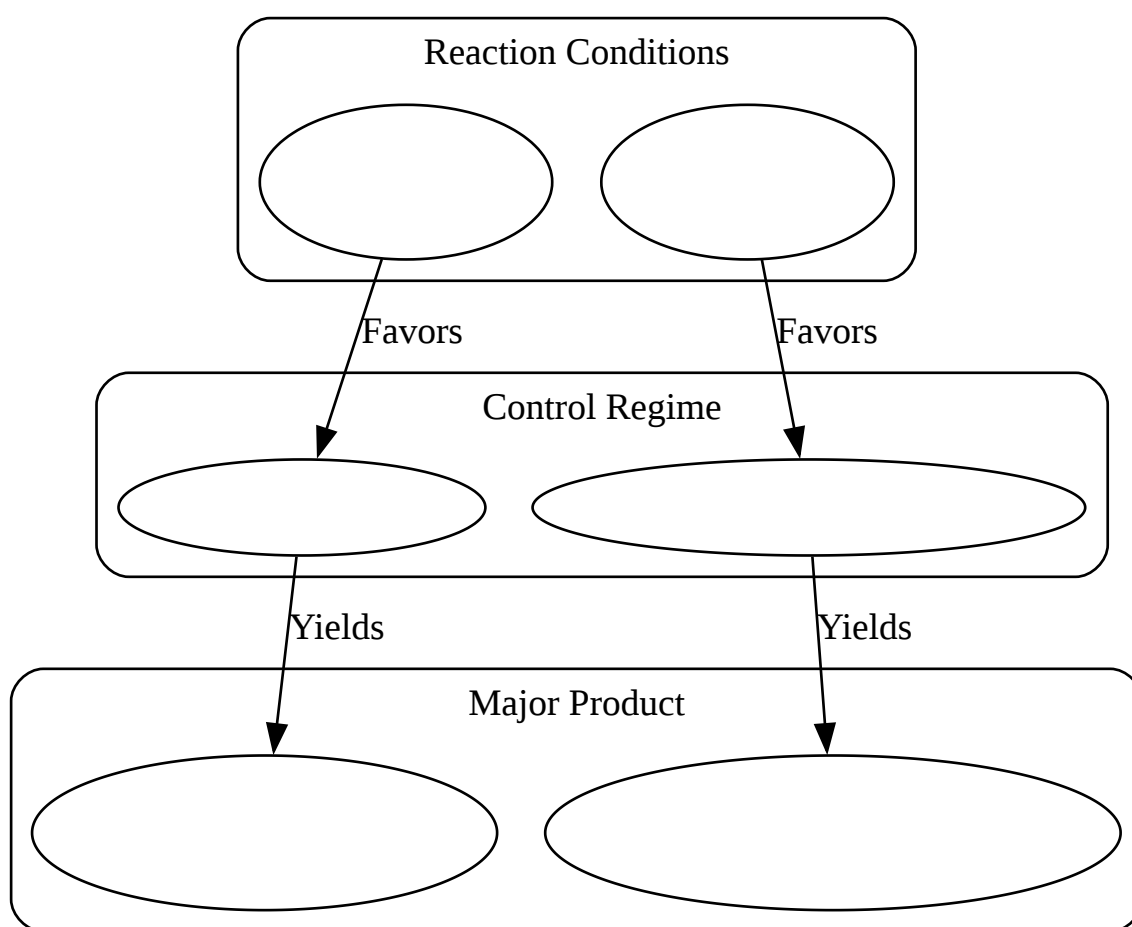 Reaction Conditions
Favors
Favors
Control Regime
Yields
Yields
Major Product